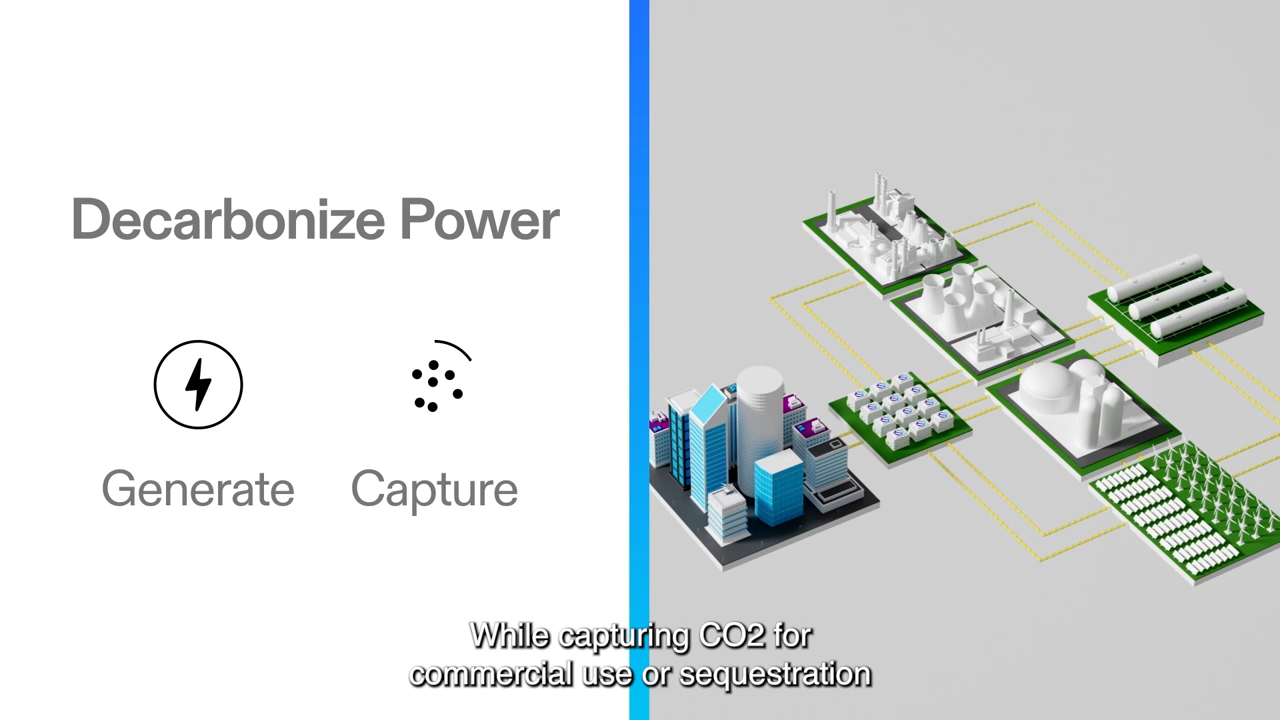 Decarbonize Power
Generate
Capture
While capturing CO2 for
commercial use or sequestration